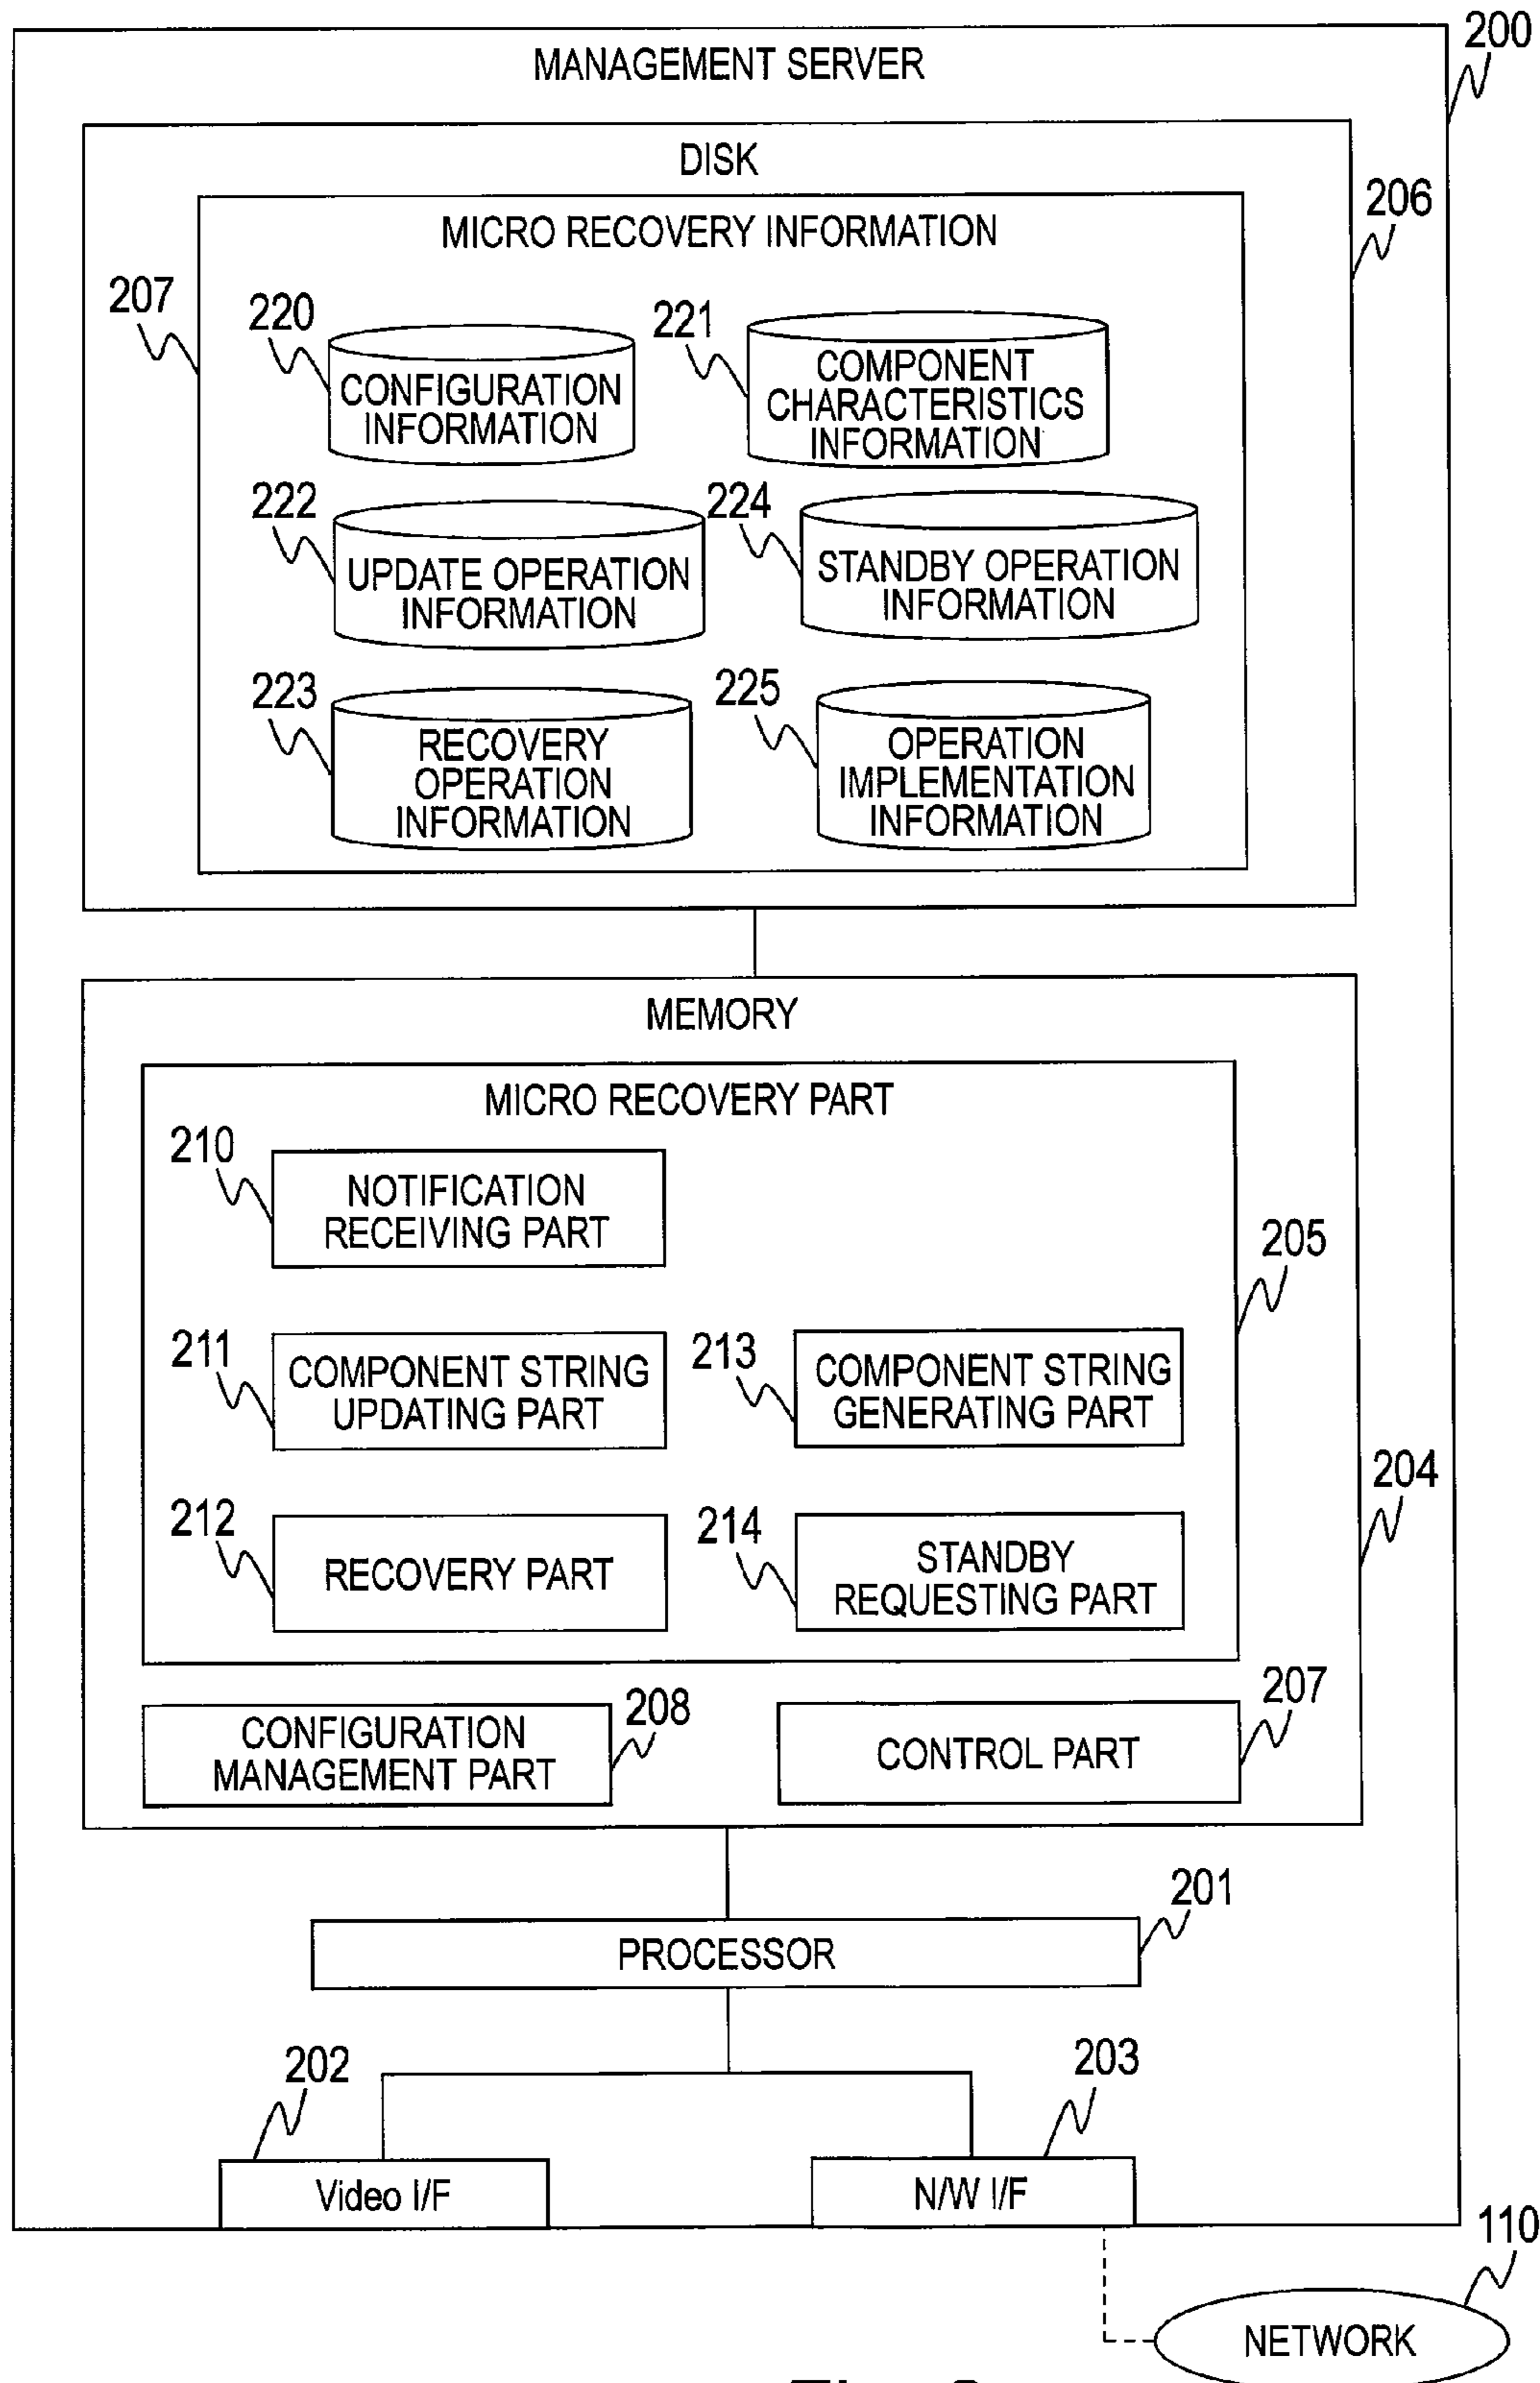 200
MANAGEMENT SERVER
DISK
206
MICRO RECOVERY INFORMATION
207
220
CONFIGURATION
INFORMATION
221
COMPONENT
CHARACTERISTICS
INFORMATION
222
UPDATE OPERATION
INFORMATION
224
STANDBY OPERATION
INFORMATION
223
RECOVERY
OPERATION
INFORMATION
225
OPERATION
IMPLEMENTATION
INFORMATION
MEMORY
MICRO RECOVERY PART
210
NOTIFICATION
RECEIVING PART
205
211
COMPONENT STRING
UPDATING PART
213
COMPONENT STRING
GENERATING PART
204
212
RECOVERY PART
214
STANDBY
REQUESTING PART
CONFIGURATION
MANAGEMENT PART
208
CONTROL PART
207
201
PROCESSOR
202
203
Video I/F
N/W I/F
110
NETWORK